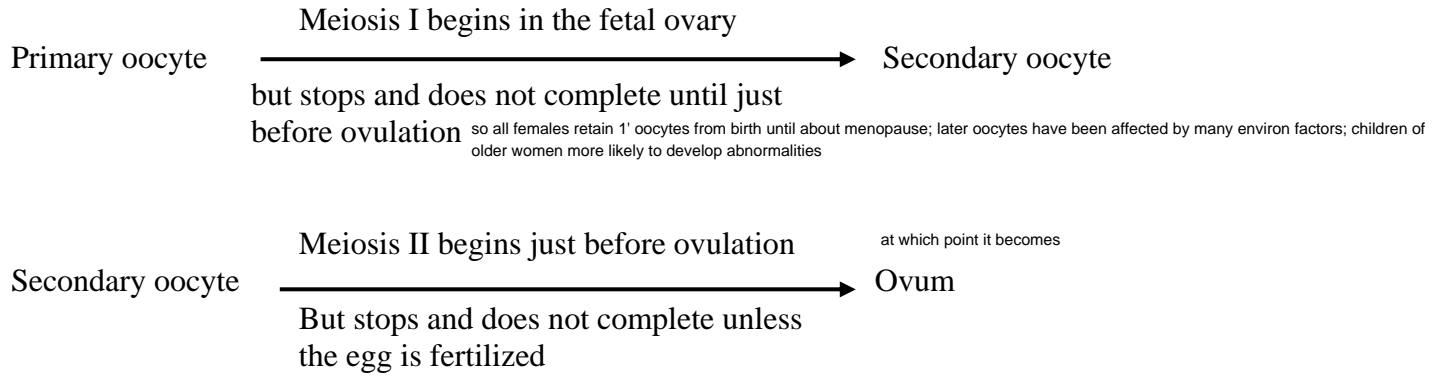 Meiosis I begins in the fetal ovary
Primary oocyte Secondary oocyte
but stops and does not complete until just
before ovulation so all females retain 1' oocytes from birth until about menopause; later oocytes have been affected by many environ factors; children of
older women more likely to develop abnormalities
Meiosis II begins just before ovulation at which point it becomes
Secondary oocyte Ovum
But stops and does not complete unless
the egg is fertilized